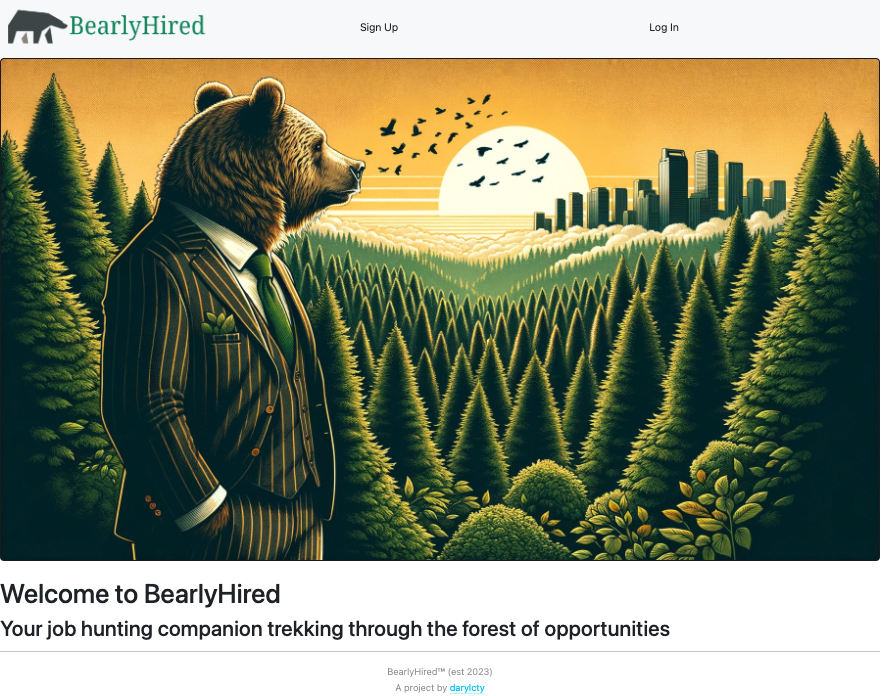 BearlyHired
Sign Up
Log In
Welcome to BearlyHired
Your job hunting companion trekking through the forest of opportunities
BearlyHired™ (est 2023)
A project by darylcty